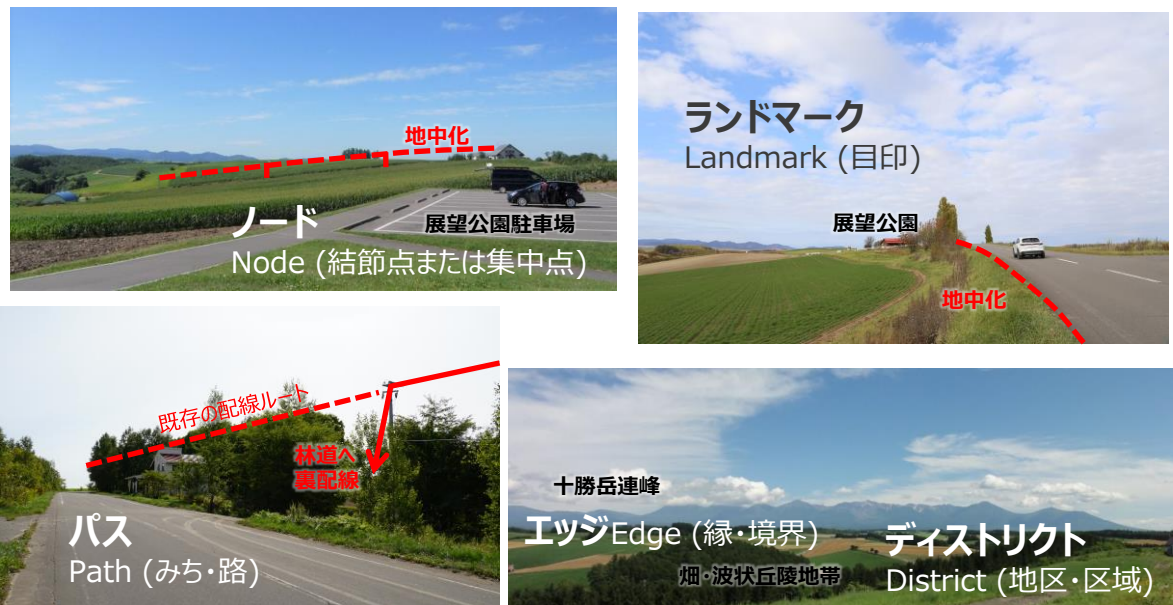 地中化
展望公園駐車場
ノード
Node (結節点または集中点)
ランドマーク
Landmark (目印)
展望公園
地中化
既存の配線ルート
林道へ
裏配線
パス
Path (みち・路)
十勝岳連峰
エッジEdge (縁・境界)
畑・波状丘陵地帯
ディストリクト
District (地区・区域)